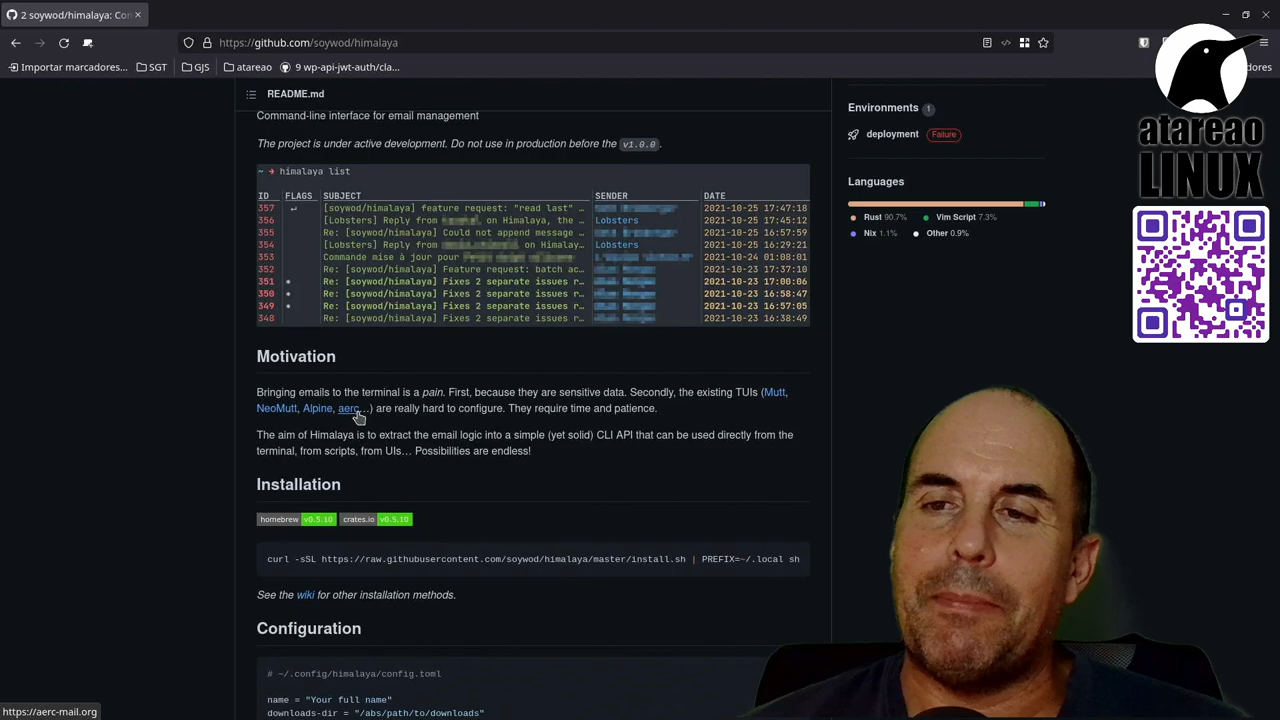 2 soywod/himalaya: Con
https://github.com/soywod/himalaya
Importar marcadores...
SGT
GJS
atareao
9 wp-api-jwt-auth/cla...
dores
README.md
Command-line interface for email management
The project is under active development. Do not use in production before the v1.0.0.
~ ➜ himalaya list
ID FLAGS SUBJECT SENDER DATE
357 ↵ [soywod/himalaya] feature request: "read last" … 2021-10-25 17:47:18
356 [Lobsters] Reply from on Himalaya, the … Lobsters 2021-10-25 17:45:12
355 Re: [soywod/himalaya] Could not append message … 2021-10-25 16:57:59
354 [Lobsters] Reply from on Himalay… Lobsters 2021-10-25 16:29:21
353 Commande mise à jour pour 2021-10-24 01:08:01
352 Re: [soywod/himalaya] Feature request: batch ac… 2021-10-23 17:37:10
351 Re: [soywod/himalaya] Fixes 2 separate issues r… 2021-10-23 17:00:06
350 Re: [soywod/himalaya] Fixes 2 separate issues r… 2021-10-23 16:58:47
349 Re: [soywod/himalaya] Fixes 2 separate issues r… 2021-10-23 16:57:05
348 Re: [soywod/himalaya] Fixes 2 separate issues r… 2021-10-23 16:38:49
Motivation
Bringing emails to the terminal is a pain. First, because they are sensitive data. Secondly, the existing TUIs (Mutt,
NeoMutt, Alpine, aerc…) are really hard to configure. They require time and patience.
The aim of Himalaya is to extract the email logic into a simple (yet solid) CLI API that can be used directly from the
terminal, from scripts, from UIs… Possibilities are endless!
Installation
homebrew v0.5.10 crates.io v0.5.10
curl -sSL https://raw.githubusercontent.com/soywod/himalaya/master/install.sh | PREFIX=~/.local sh
See the wiki for other installation methods.
Configuration
# ~/.config/himalaya/config.toml
name = "Your full name"
downloads-dir = "/abs/path/to/downloads"
https://aerc-mail.org
Environments 1
deployment Failure
Languages
Rust 90.7% Vim Script 7.3%
Nix 1.1% Other 0.9%
atareao
LINUX